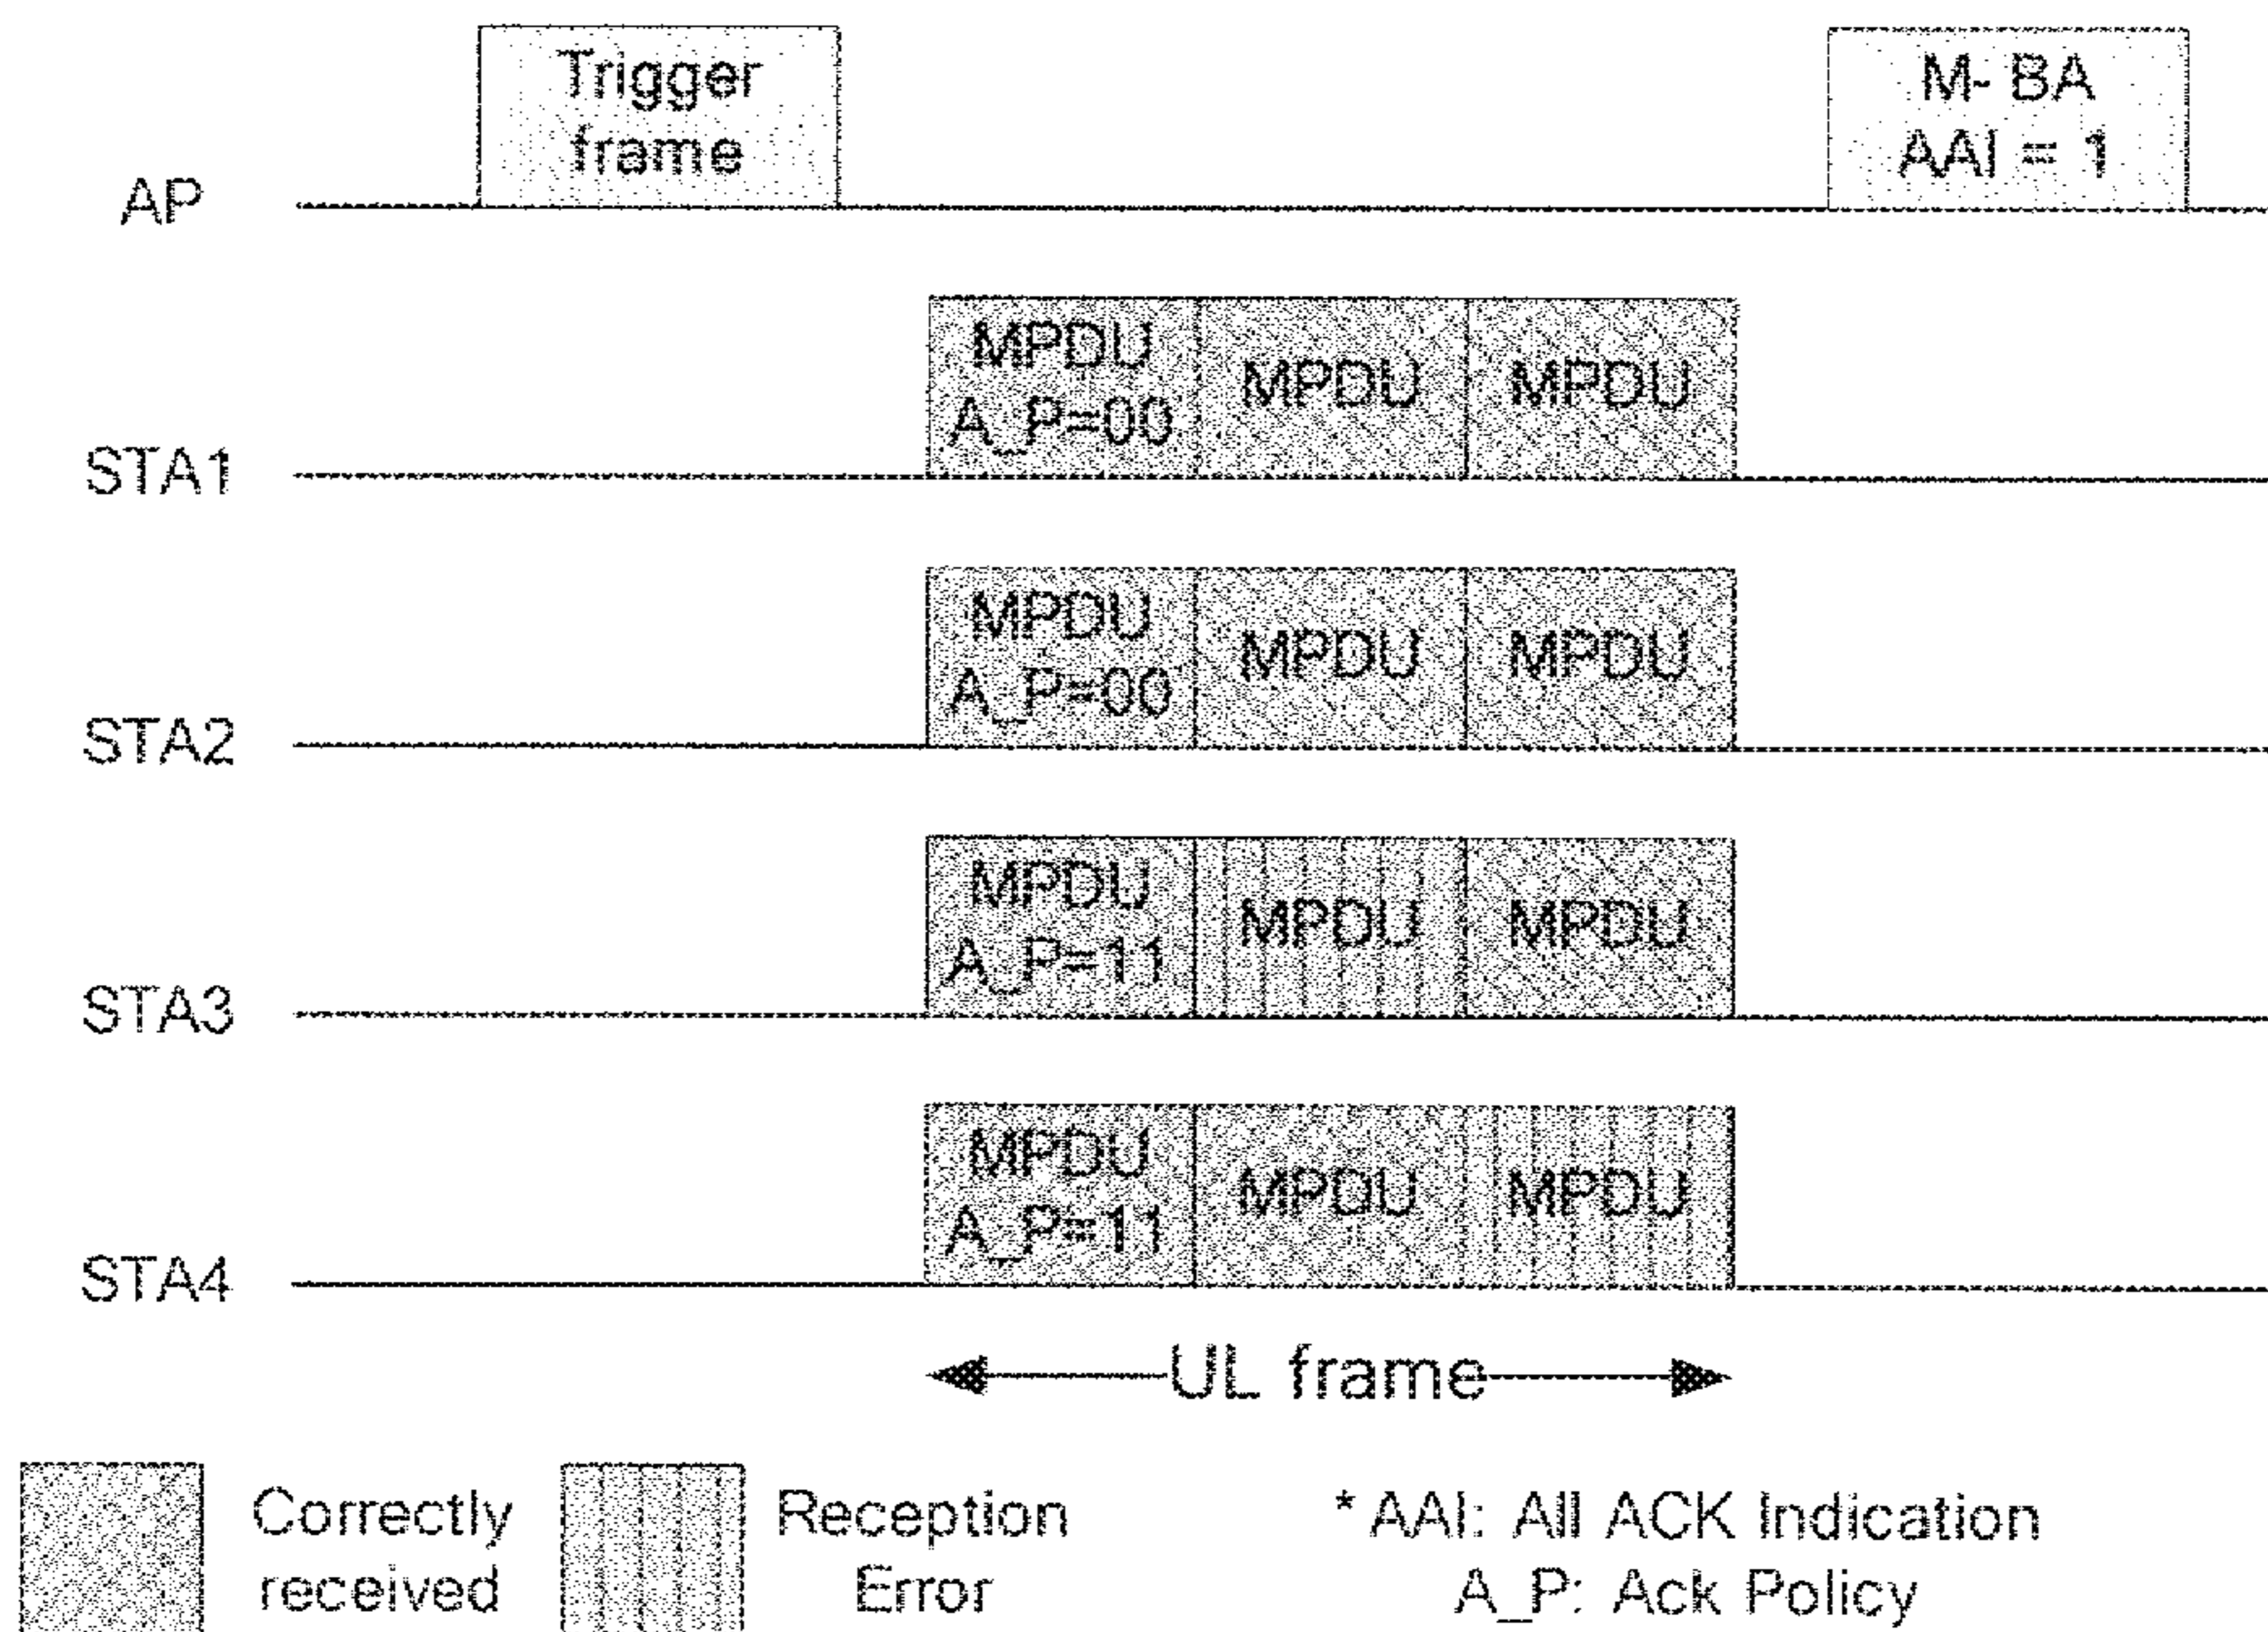 Trigger
frame
M- BA
AAI = 1
AP
MPDU
A_P=00
MPDU
MPDU
STA1
MPDU
A_P=00
MPDU
MPDU
STA2
MPDU
A_P=11
MPDU
MPDU
STA3
MPDU
A_P=11
MPDU
MPDU
STA4
UL frame
Correctly
received
Reception
Error
* AAI: All ACK Indication
A_P: Ack Policy